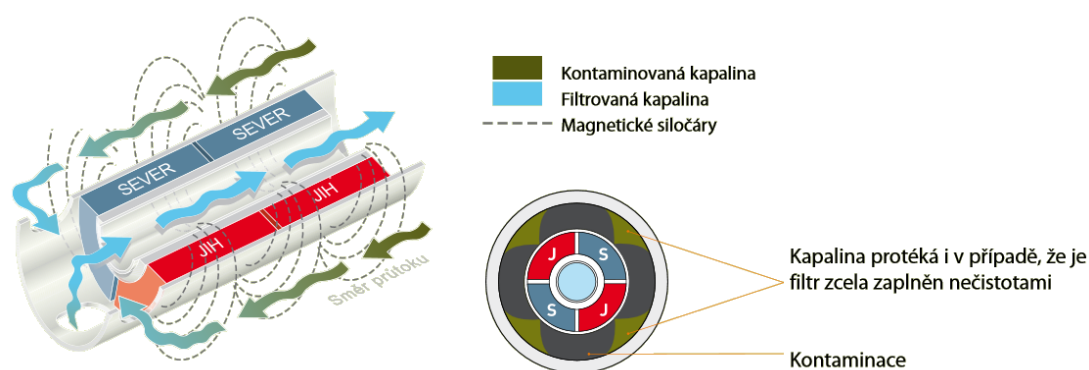 SEVER
SEVER
JIH
JIH
Směr průtoku
Kontaminovaná kapalina
Filtrovaná kapalina
Magnetické siločáry
J
S
S
J
Kapalina protéká i v případě, že je
filtr zcela zaplněn nečistotami
Kontaminace